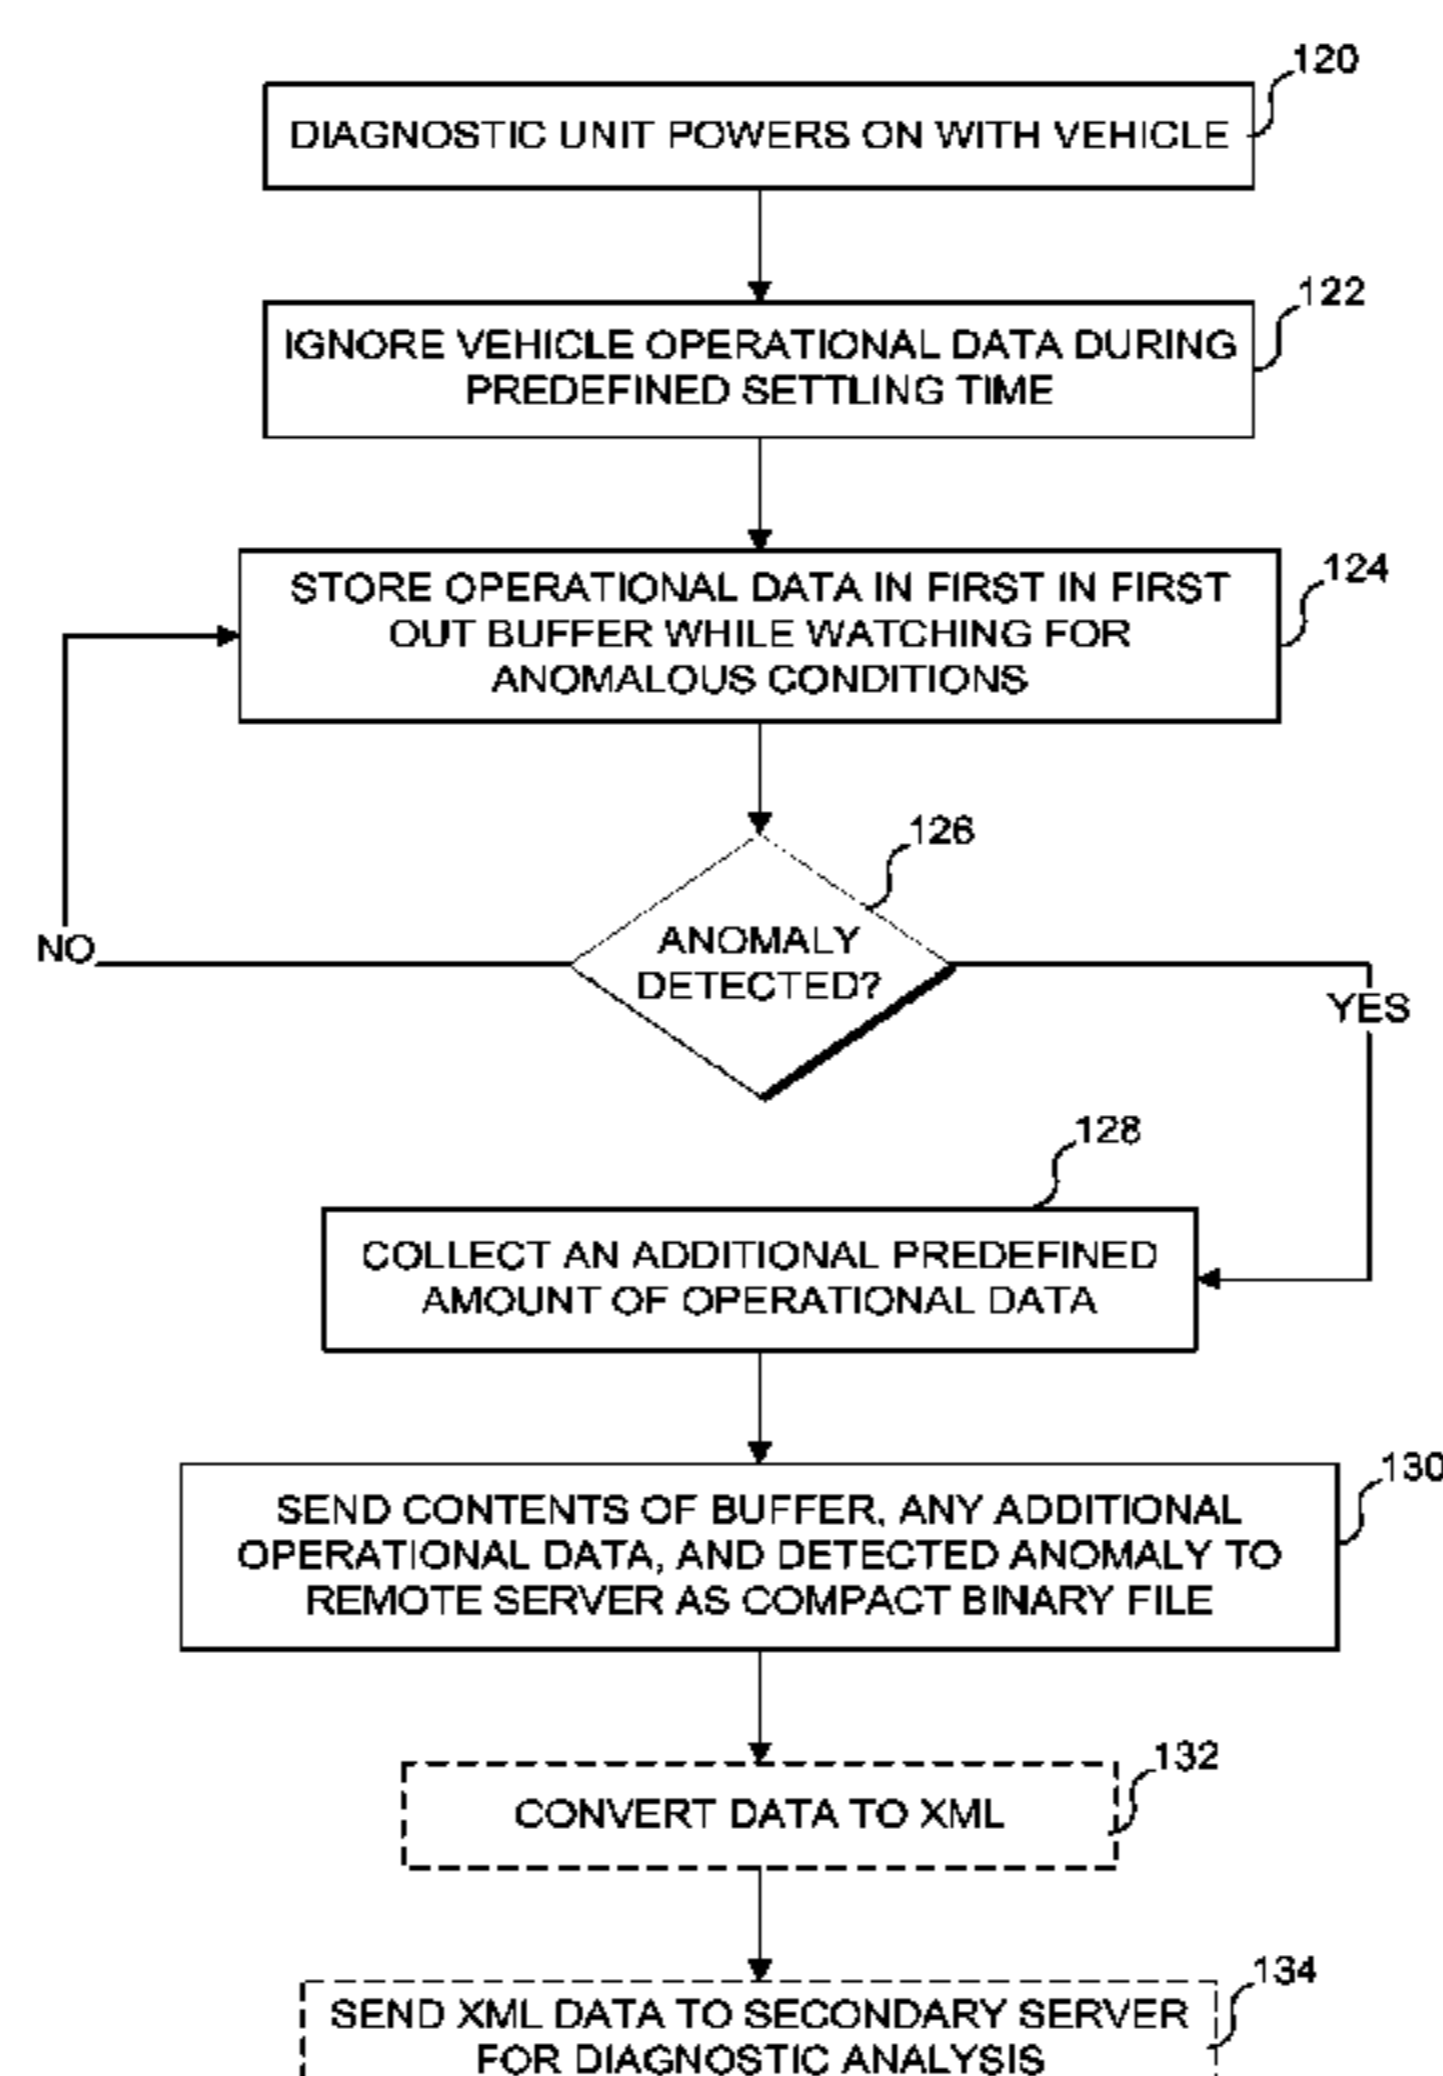 120
DIAGNOSTIC UNIT POWERS ON WITH VEHICLE
122
IGNORE VEHICLE OPERATIONAL DATA DURING
PREDEFINED SETTLING TIME
124
STORE OPERATIONAL DATA IN FIRST IN FIRST
OUT BUFFER WHILE WATCHING FOR
ANOMALOUS CONDITIONS
126
ANOMALY
DETECTED?
NO
YES
128
COLLECT AN ADDITIONAL PREDEFINED
AMOUNT OF OPERATIONAL DATA
130
SEND CONTENTS OF BUFFER, ANY ADDITIONAL
OPERATIONAL DATA, AND DETECTED ANOMALY TO
REMOTE SERVER AS COMPACT BINARY FILE
132
CONVERT DATA TO XML
134
SEND XML DATA TO SECONDARY SERVER
FOR DIAGNOSTIC ANALYSIS